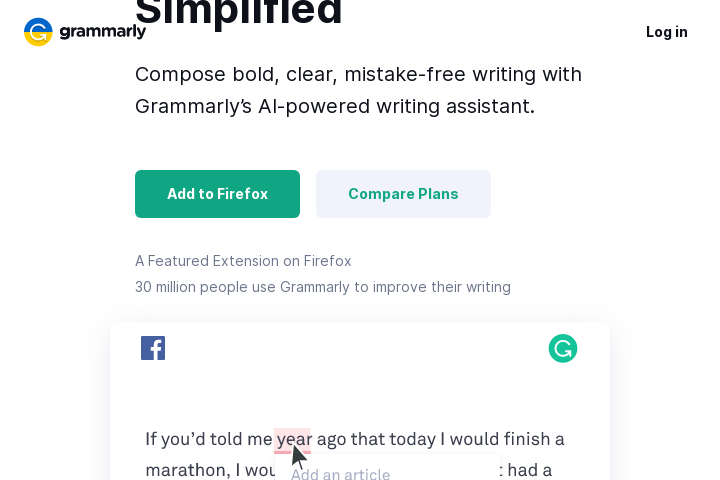 Simplified
grammarly
Log in
Compose bold, clear, mistake-free writing with
Grammarly's AI-powered writing assistant.
Add to Firefox
Compare Plans
A Featured Extension on Firefox
30 million people use Grammarly to improve their writing
If you'd told me year ago that today I would finish a
marathon, I
Add an article
had a